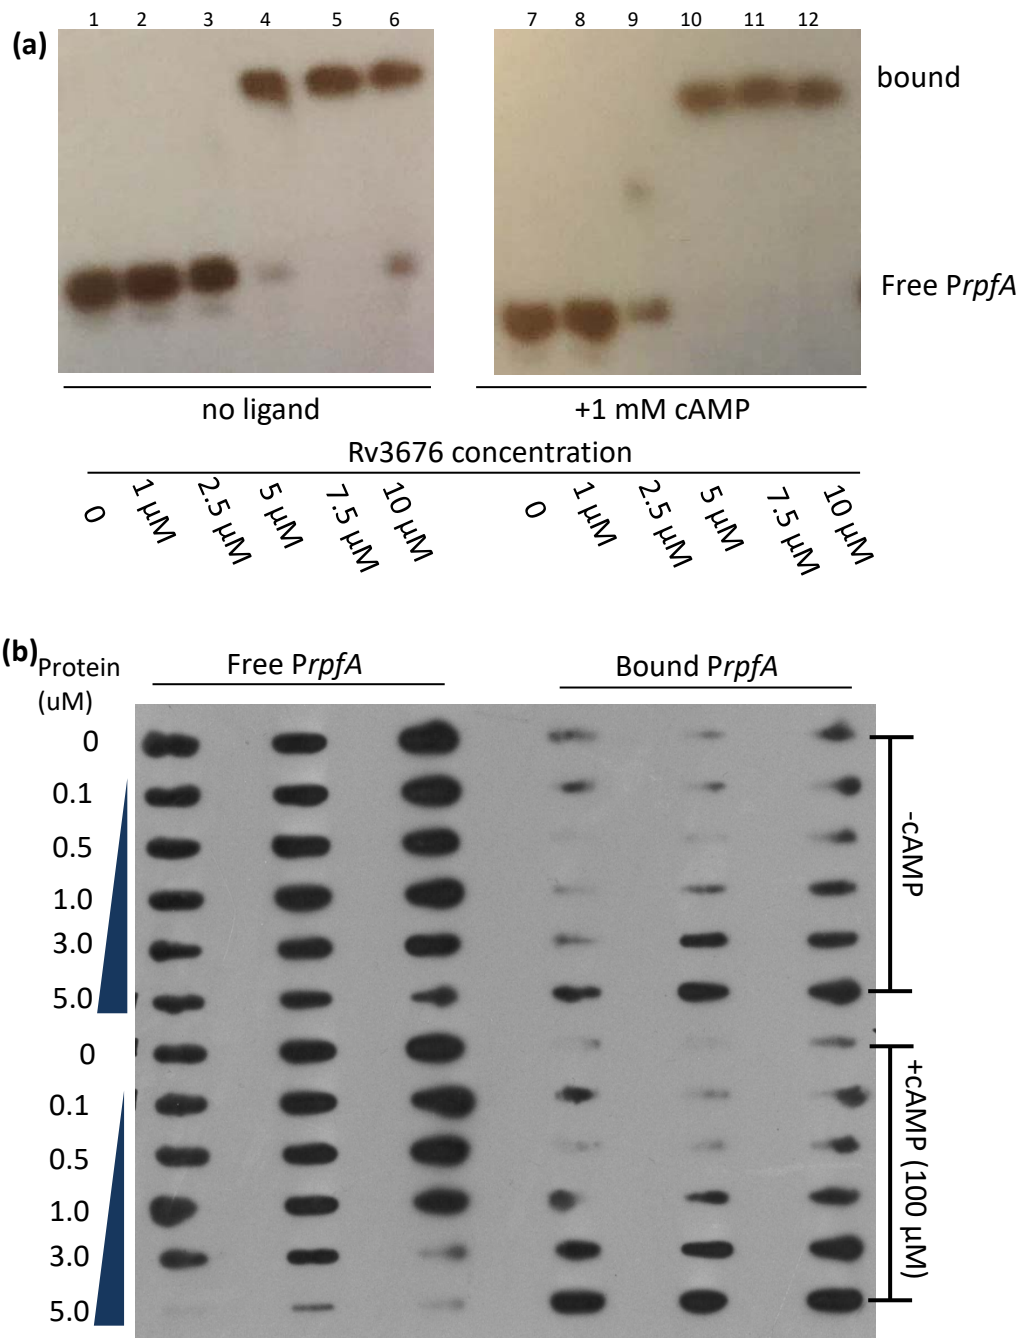 (a)
1 2 3 4 5 6 7 8 9 10 11 12
bound
Free PrpfA
no ligand
+1 mM cAMP
Rv3676 concentration
0 1 µM 2.5 µM 5 µM 7.5 µM 10 µM 0 1 µM 2.5 µM 5 µM 7.5 µM 10 µM
(b)
Protein
(uM)
Free PrpfA
Bound PrpfA
0
0.1
0.5
1.0
3.0
5.0
-cAMP
0
0.1
0.5
1.0
3.0
5.0
+cAMP (100 µM)